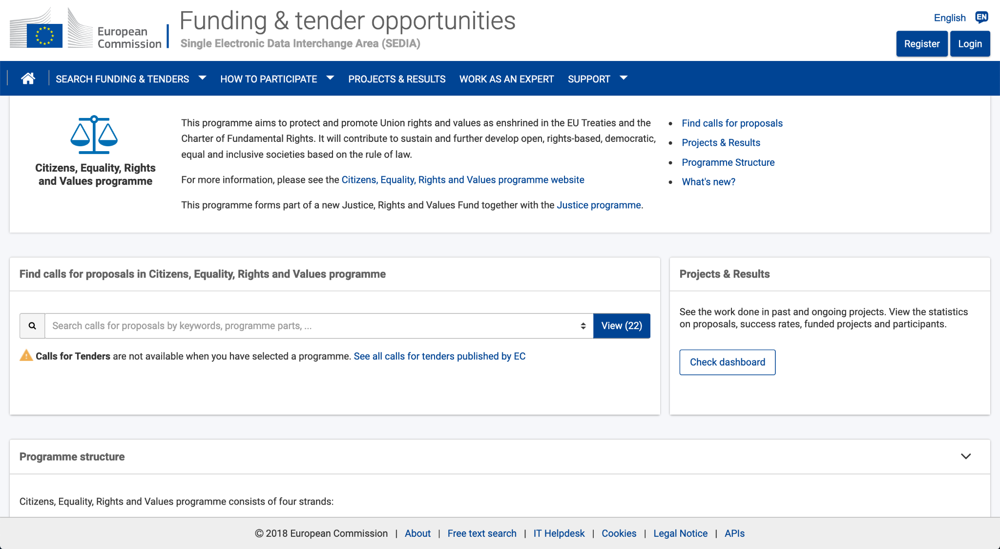 European
Commission
Funding & tender opportunities
Single Electronic Data Interchange Area (SEDIA)
English EN
Register Login
SEARCH FUNDING & TENDERS HOW TO PARTICIPATE PROJECTS & RESULTS WORK AS AN EXPERT SUPPORT
Citizens, Equality, Rights
and Values programme
This programme aims to protect and promote Union rights and values as enshrined in the EU Treaties and the
Charter of Fundamental Rights. It will contribute to sustain and further develop open, rights-based, democratic,
equal and inclusive societies based on the rule of law.
For more information, please see the Citizens, Equality, Rights and Values programme website
This programme forms part of a new Justice, Rights and Values Fund together with the Justice programme.
• Find calls for proposals
• Projects & Results
• Programme Structure
• What's new?
Find calls for proposals in Citizens, Equality, Rights and Values programme
Search calls for proposals by keywords, programme parts, ... View (22)
Calls for Tenders are not available when you have selected a programme. See all calls for tenders published by EC
Projects & Results
See the work done in past and ongoing projects. View the statistics
on proposals, success rates, funded projects and participants.
Check dashboard
Programme structure
Citizens, Equality, Rights and Values programme consists of four strands:
© 2018 European Commission | About | Free text search | IT Helpdesk | Cookies | Legal Notice | APIs